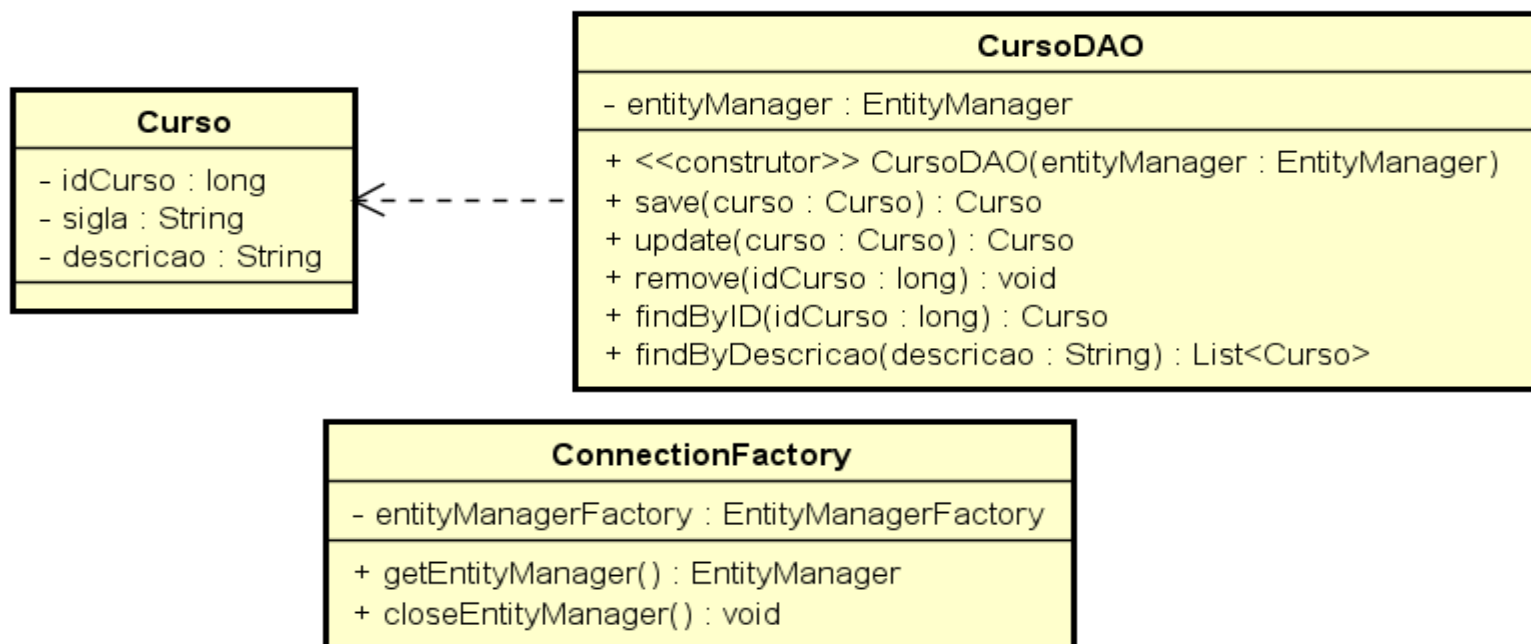 Curso
- idCurso : long
- sigla : String
- descricao : String
CursoDAO
- entityManager : EntityManager
+ <<construtor>> CursoDAO(entityManager : EntityManager)
+ save(curso : Curso) : Curso
+ update(curso : Curso) : Curso
+ remove(idCurso : long) : void
+ findByID(idCurso : long) : Curso
+ findByDescricao(descricao : String) : List<Curso>
ConnectionFactory
- entityManagerFactory : EntityManagerFactory
+ getEntityManager() : EntityManager
+ closeEntityManager() : void